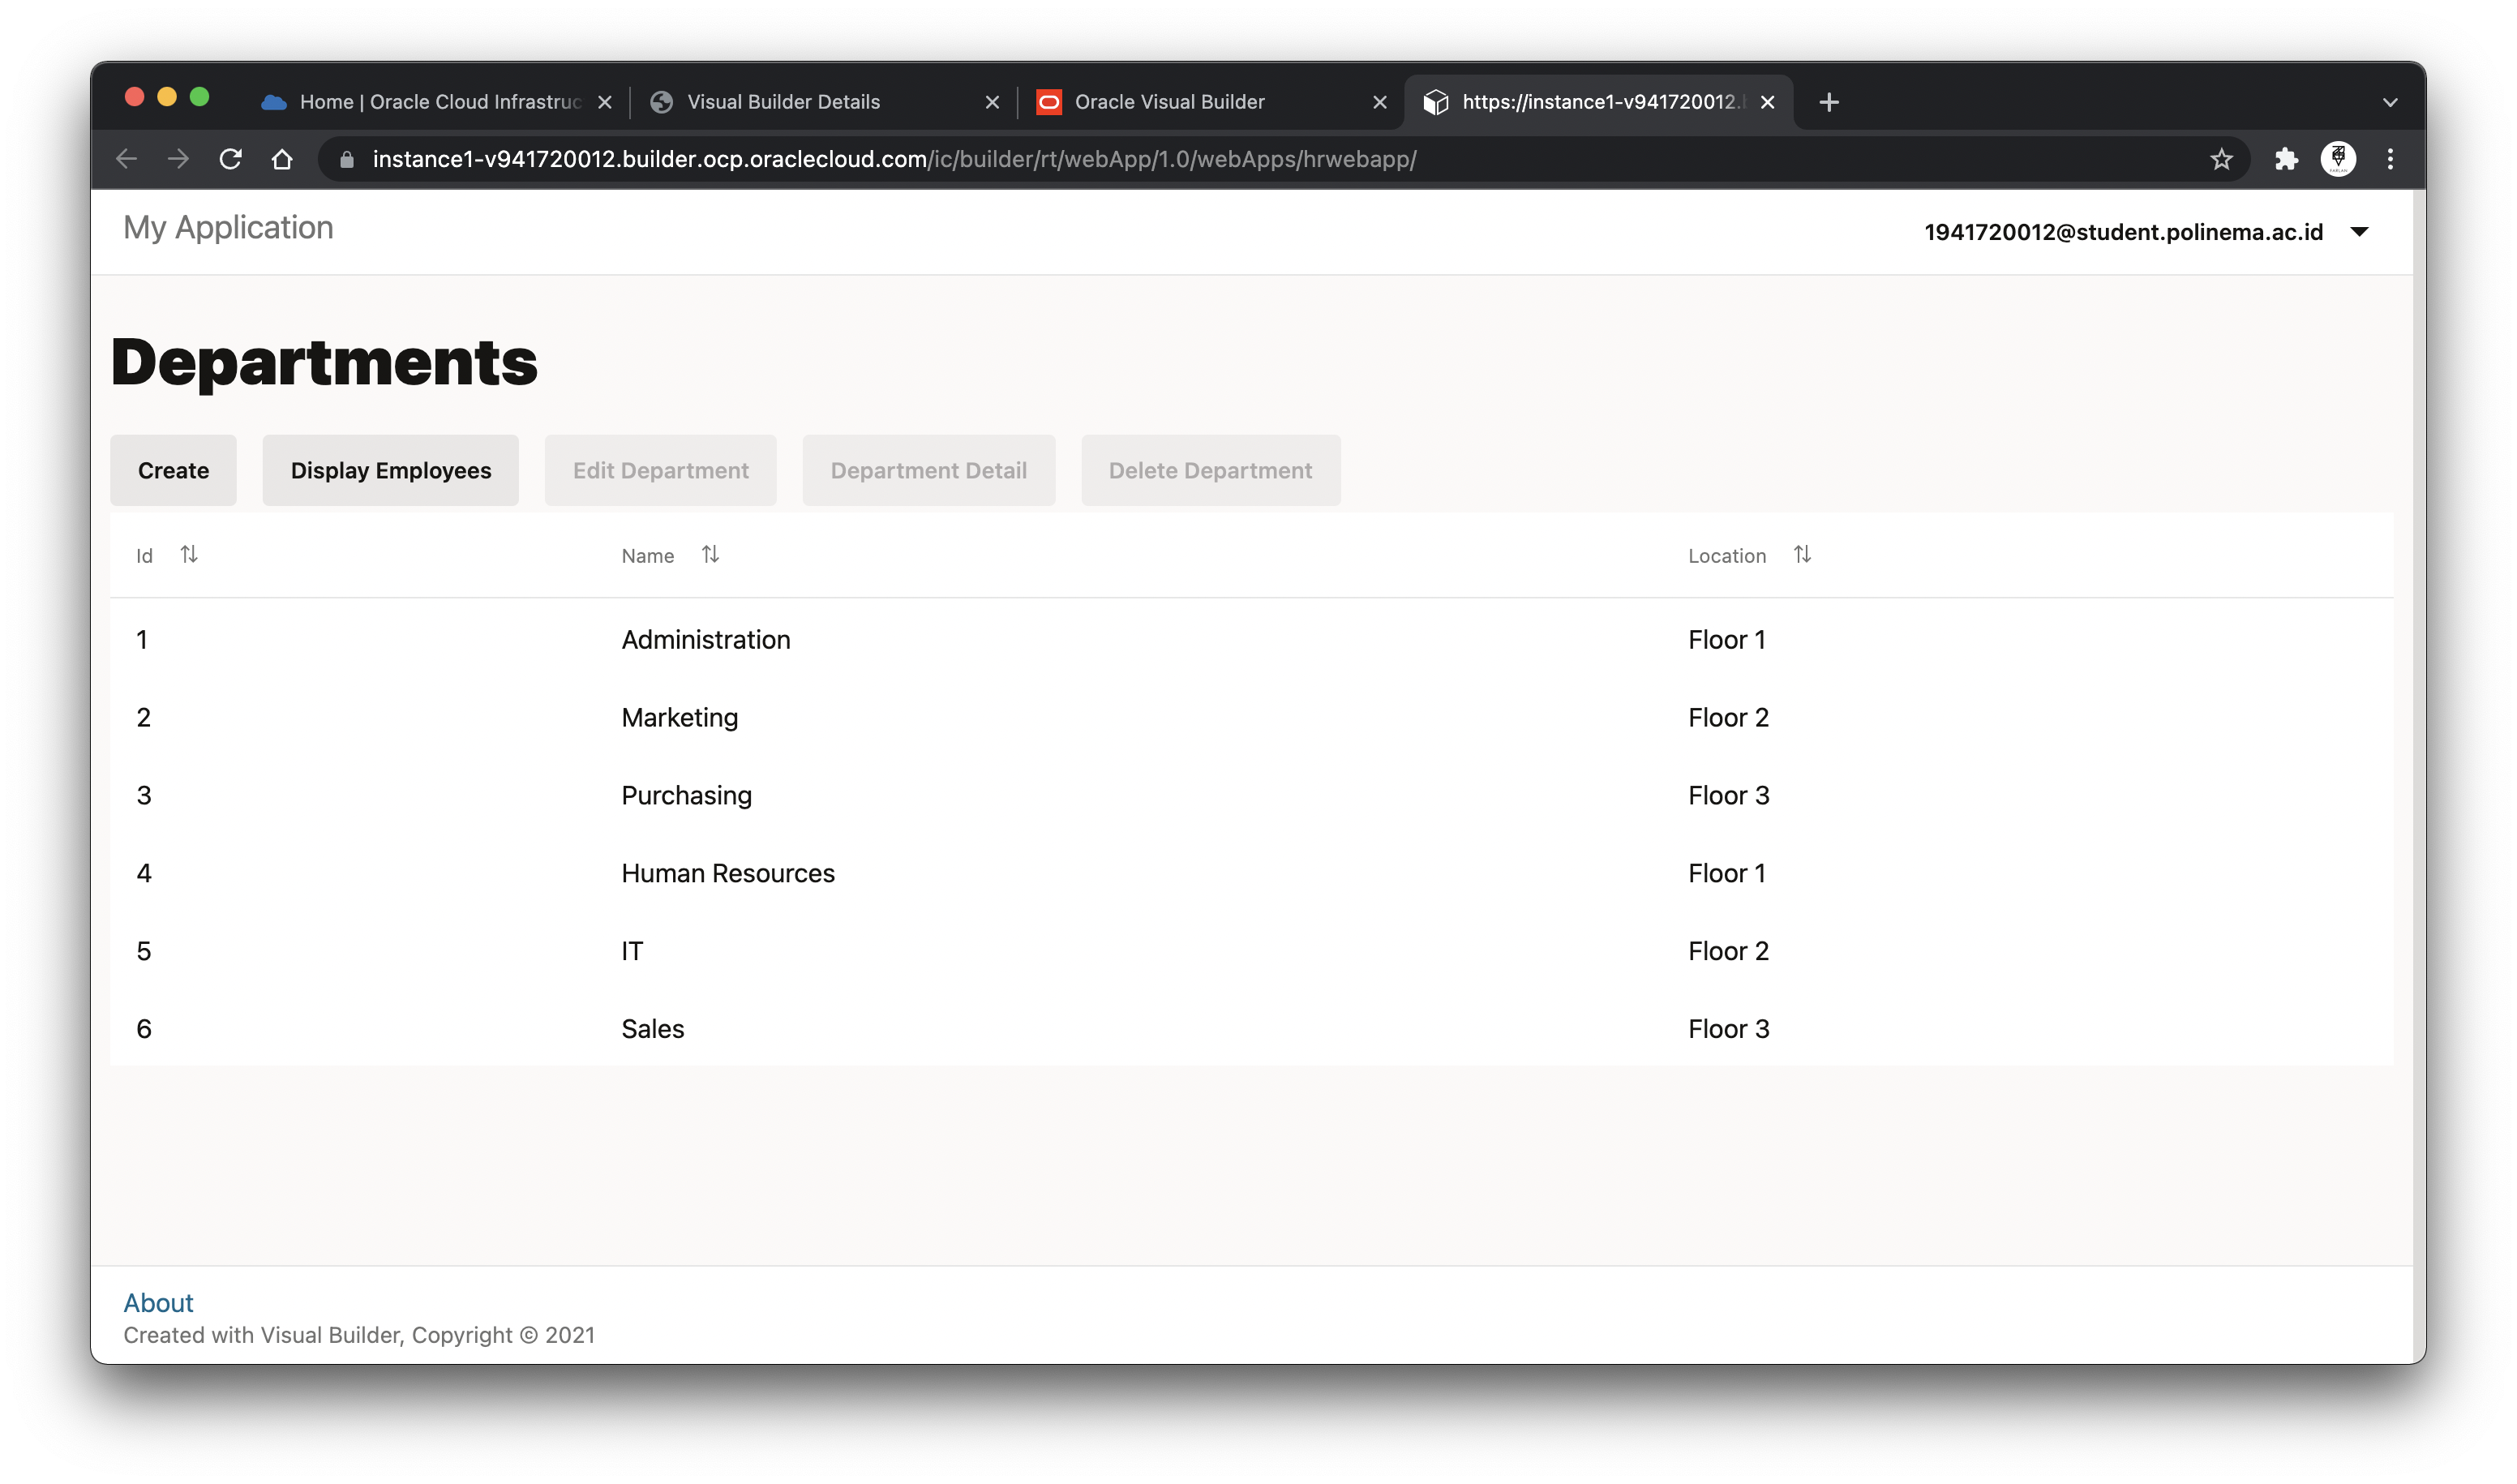 Home | Oracle Cloud Infrastruc
Visual Builder Details
Oracle Visual Builder
https://instance1-v941720012.
instance1-v941720012.builder.ocp.oraclecloud.com/ic/builder/rt/webApp/1.0/webApps/hrwebapp/
My Application
1941720012@student.polinema.ac.id
Departments
Create
Display Employees
Edit Department
Department Detail
Delete Department
Id
Name
Location
1 Administration Floor 1
2 Marketing Floor 2
3 Purchasing Floor 3
4 Human Resources Floor 1
5 IT Floor 2
6 Sales Floor 3
About
Created with Visual Builder, Copyright © 2021